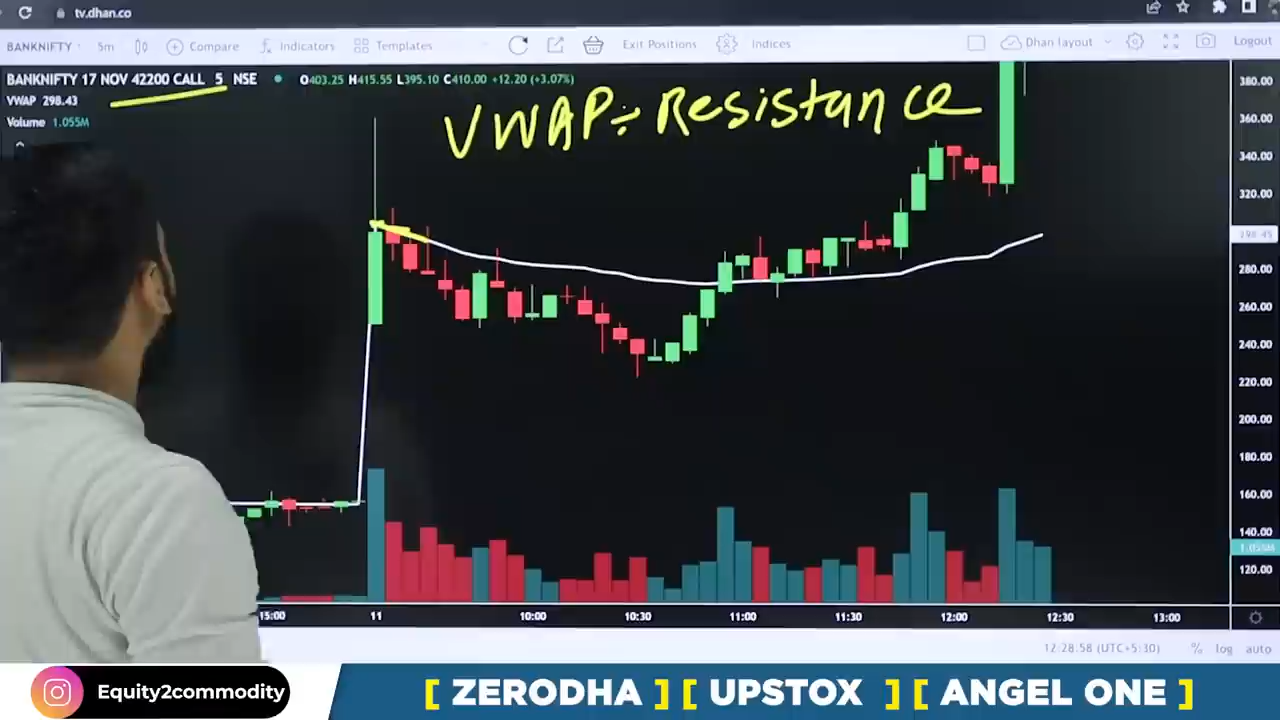 tv.dhan.co
BANKNIFTY 5m Compare Indicators Templates Exit Positions Indices Dhan layout Logout
BANKNIFTY 17 NOV 42200 CALL 5 NSE O403.25 H415.55 L395.10 C410.00 +12.20 (+3.07%)
VWAP 298.43
Volume 1.055M
VWAP÷Resistance
380.00
360.00
340.00
320.00
298.43
280.00
260.00
240.00
220.00
200.00
180.00
160.00
140.00
1.055M
120.00
15:00 11 10:00 10:30 11:00 11:30 12:00 12:30 13:00
12:28:58 (UTC+5:30) % log auto
Equity2commodity [ ZERODHA ] [ UPSTOX ] [ ANGEL ONE ]